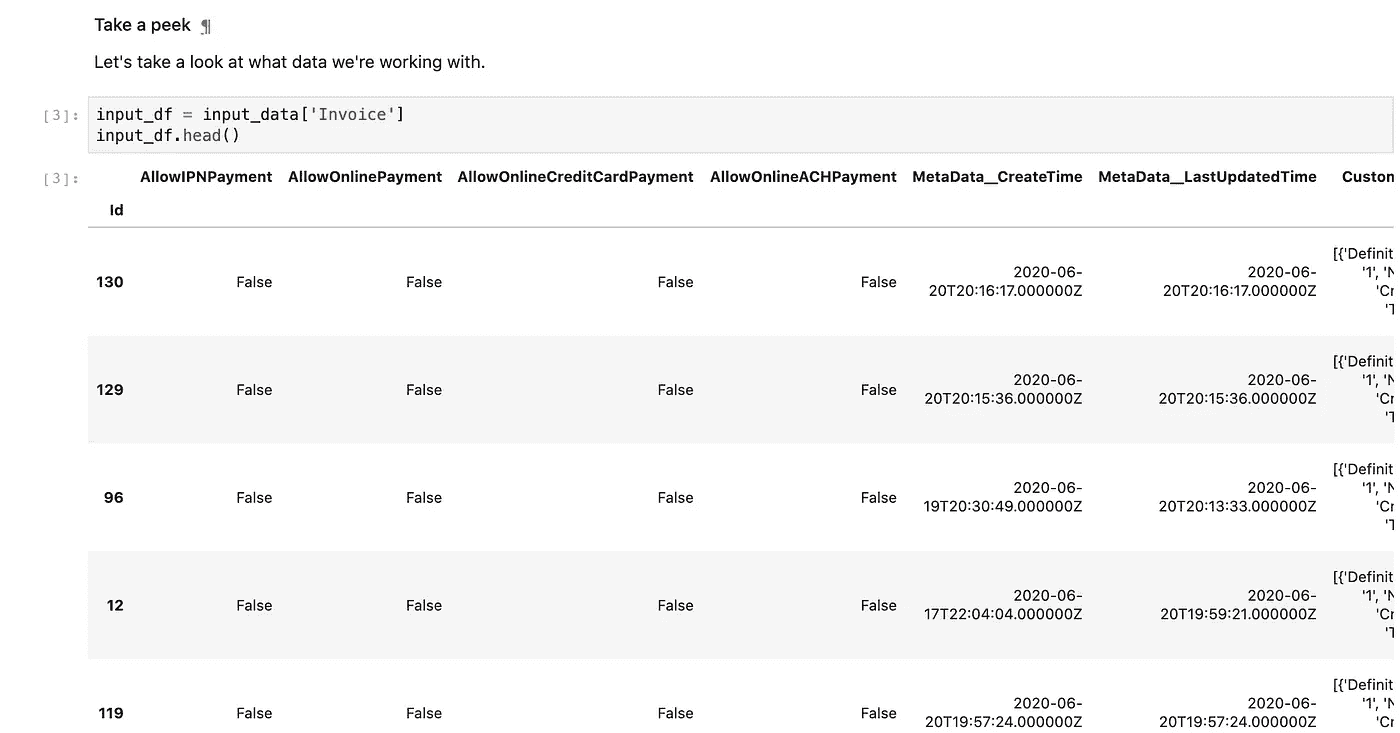 Take a peek ¶
Let's take a look at what data we're working with.
[3]: input_df = input_data['Invoice']
input_df.head()
[3]: AllowIPNPayment AllowOnlinePayment AllowOnlineCreditCardPayment AllowOnlineACHPayment MetaData__CreateTime MetaData__LastUpdatedTime Custon
Id
130 False False False False 2020-06-20T20:16:17.000000Z 2020-06-20T20:16:17.000000Z [{'Definit
'1', 'N
'Cr
'T
129 False False False False 2020-06-20T20:15:36.000000Z 2020-06-20T20:15:36.000000Z [{'Definit
'1', 'N
'Cr
'T
96 False False False False 2020-06-19T20:30:49.000000Z 2020-06-20T20:13:33.000000Z [{'Definit
'1', 'N
'Cr
'T
12 False False False False 2020-06-17T22:04:04.000000Z 2020-06-20T19:59:21.000000Z [{'Definit
'1', 'N
'Cr
'T
119 False False False False 2020-06-20T19:57:24.000000Z 2020-06-20T19:57:24.000000Z [{'Definit
'1', 'N
'Cr